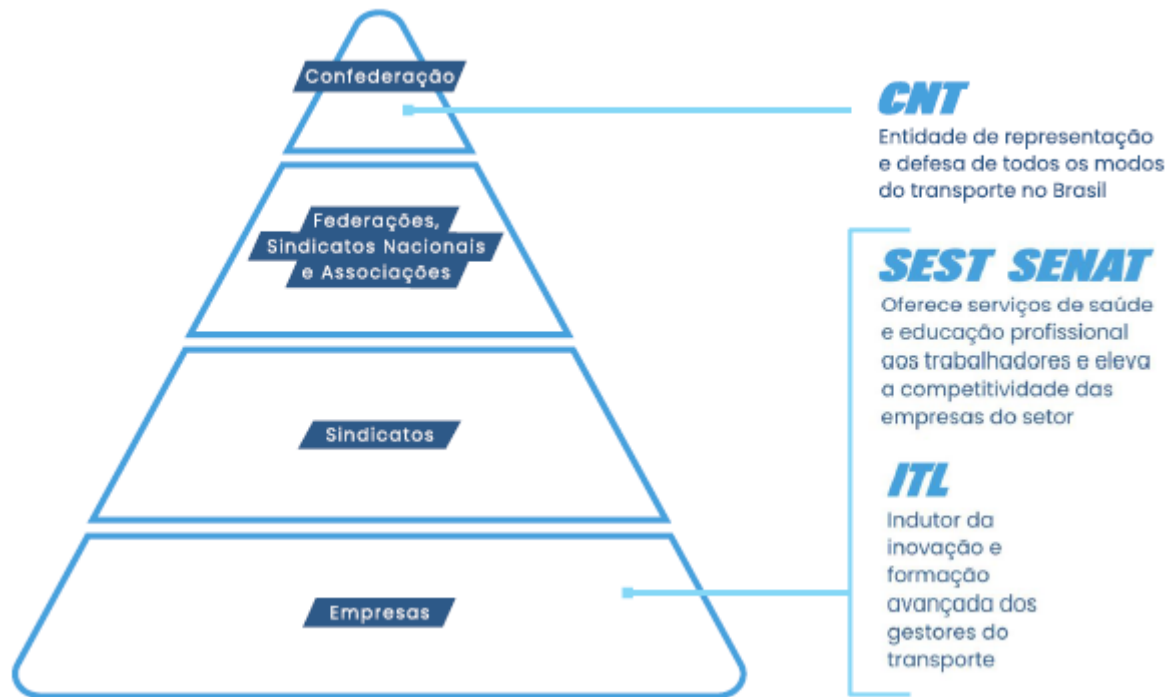 Confederação
Federações,
Sindicatos Nacionais
e Associações
Sindicatos
Empresas
CNT
Entidade de representação
e defesa de todos os modos
do transporte no Brasil
SEST SENAT
Oferece serviços de saúde
e educação profissional
aos trabalhadores e eleva
a competitividade das
empresas do setor
ITL
Indutor da
inovação e
formação
avançada dos
gestores do
transporte